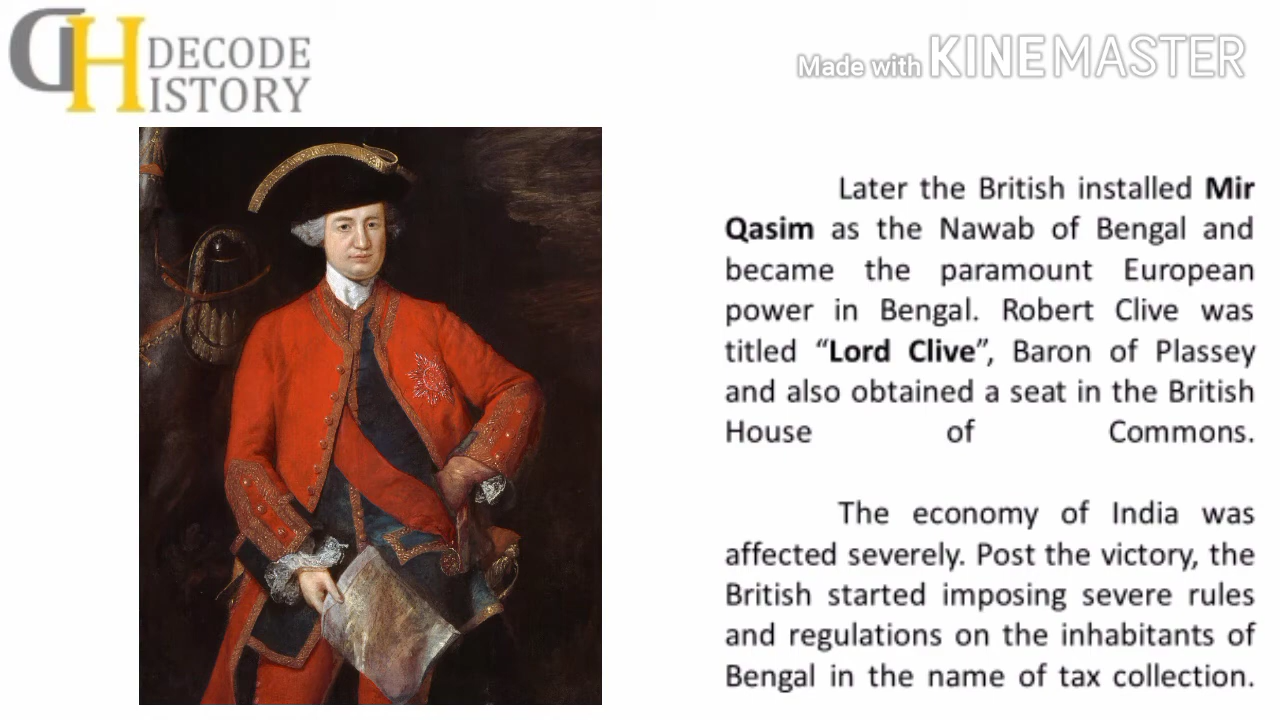 DH DECODE
HISTORY
Made with KINEMASTER
Later the British installed Mir
Qasim as the Nawab of Bengal and
became the paramount European
power in Bengal. Robert Clive was
titled “Lord Clive”, Baron of Plassey
and also obtained a seat in the British
House of Commons.
The economy of India was
affected severely. Post the victory, the
British started imposing severe rules
and regulations on the inhabitants of
Bengal in the name of tax collection.